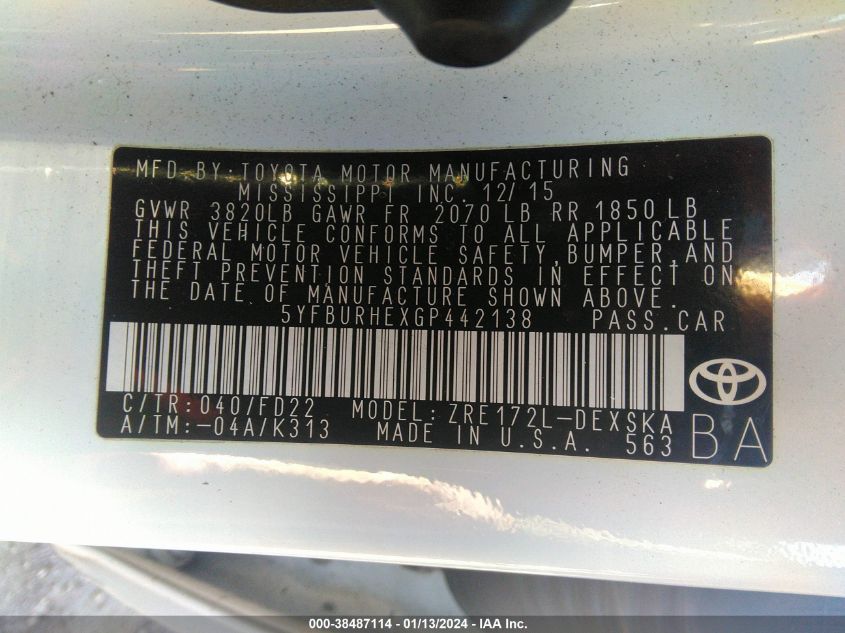 MFD BY: TOYOTA MOTOR MANUFACTURING
MISSISSIPPI INC. 12/15
GVWR 3820LB GAWR FR 2070 LB RR 1850 LB
THIS VEHICLE CONFORMS TO ALL APPLICABLE
FEDERAL MOTOR VEHICLE SAFETY, BUMPER, AND
THEFT PREVENTION STANDARDS IN EFFECT ON
THE DATE OF MANUFACTURE SHOWN ABOVE.
5YFBURHEXGP442138 PASS. CAR
C/TR: 040/FD22 MODEL: ZRE172L-DEXSKA
A/TM: -04A/K313 MADE IN U.S.A. 563
BA
000-38487114 - 01/13/2024 - IAA Inc.